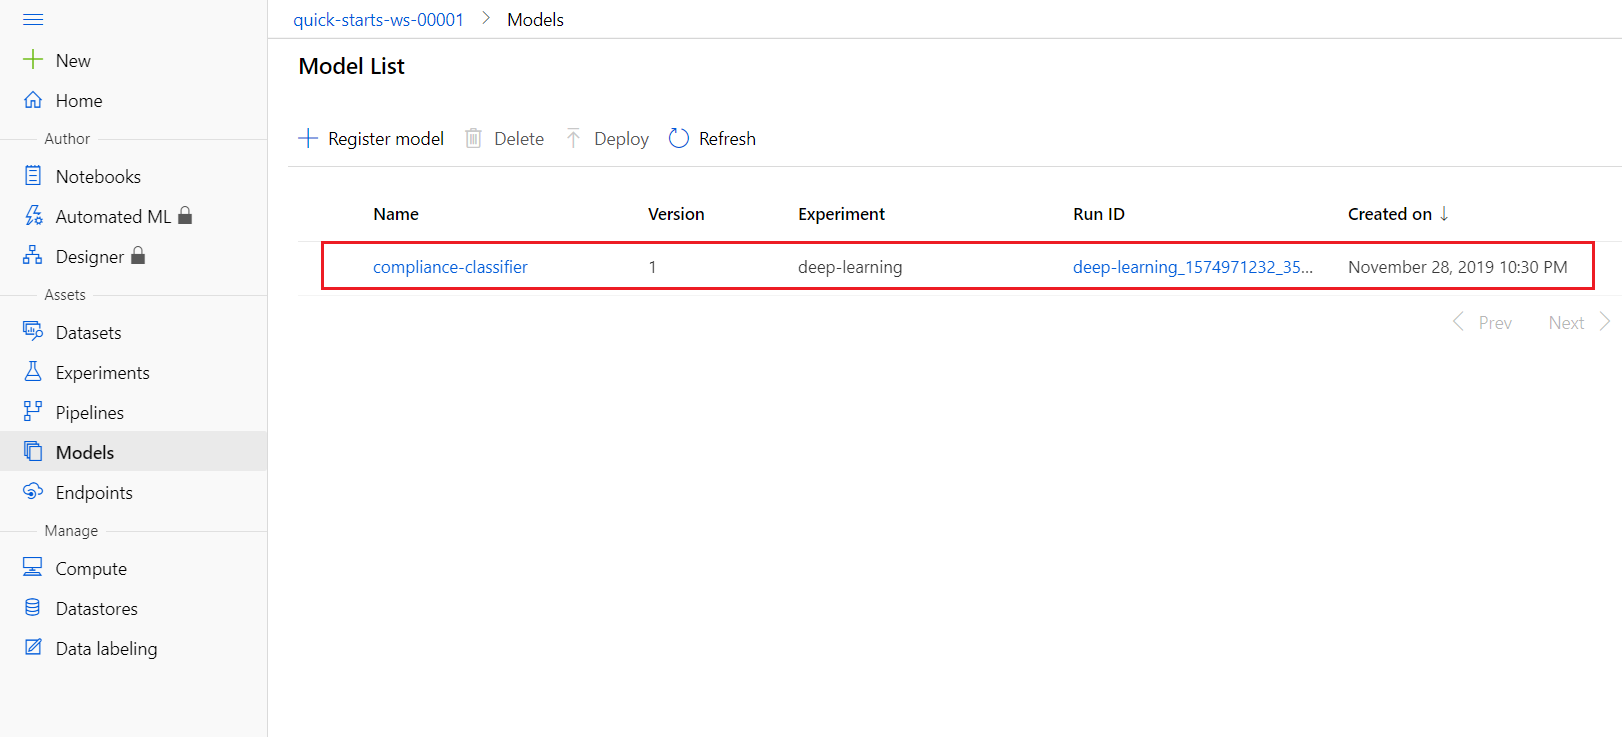 quick-starts-ws-00001 > Models
New
Home
Author
Notebooks
Automated ML
Designer
Assets
Datasets
Experiments
Pipelines
Models
Endpoints
Manage
Compute
Datastores
Data labeling
Model List
Register model Delete Deploy Refresh
Name Version Experiment Run ID Created on ↓
compliance-classifier 1 deep-learning deep-learning_1574971232_35... November 28, 2019 10:30 PM
Prev Next